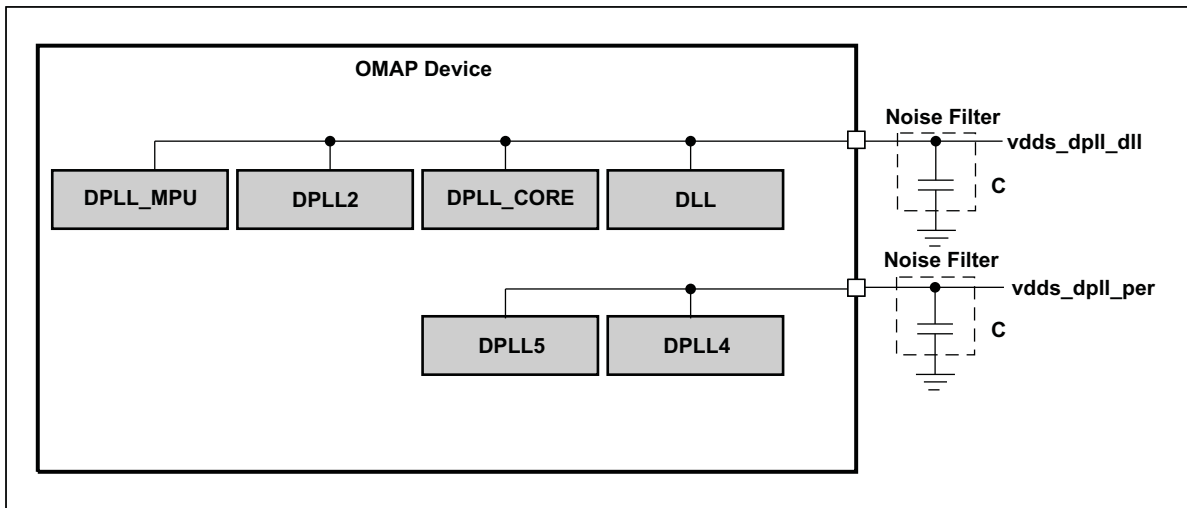 OMAP Device
Noise Filter
vdds_dpll_dll
C
DPLL_MPU
DPLL2
DPLL_CORE
DLL
Noise Filter
vdds_dpll_per
C
DPLL5
DPLL4